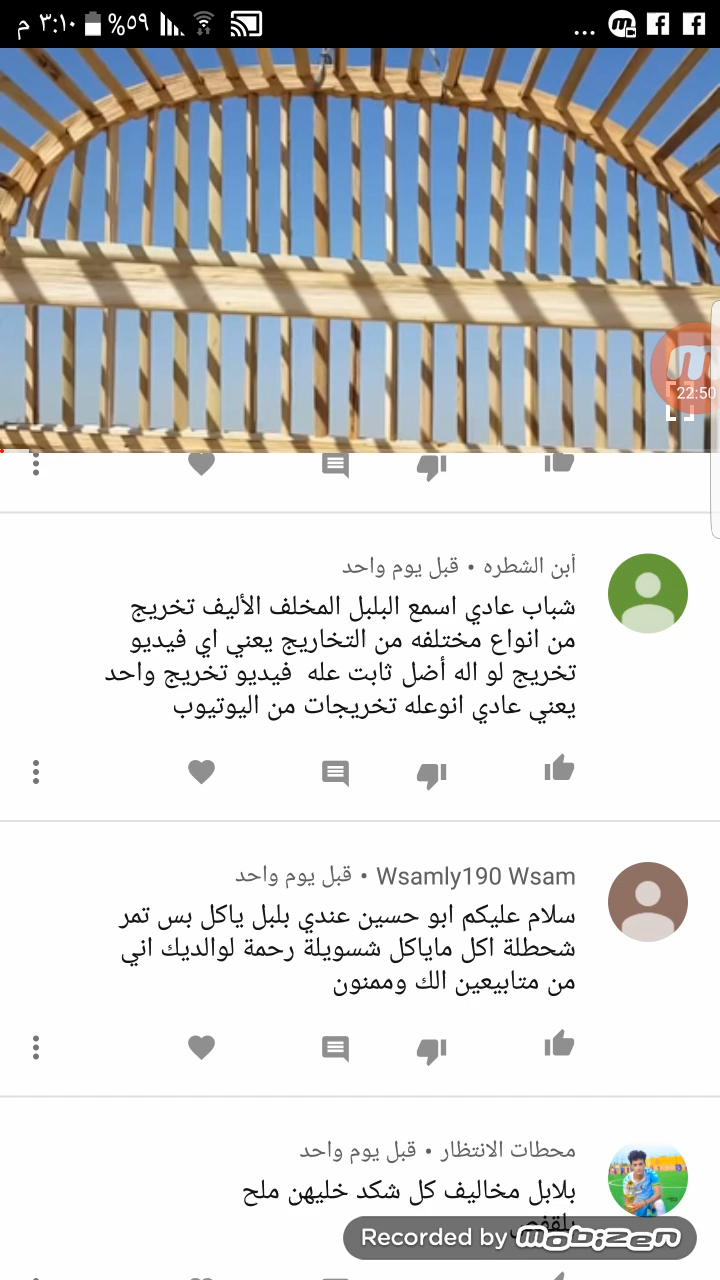 ٣:١٠ م
%٥٩
...
22:50
أبن الشطره • قبل يوم واحد
شباب عادي اسمع البلبل المخلف الأليف تخريج
من انواع مختلفه من التخاريج يعني اي فيديو
تخريج لو اله أضل ثابت عله فيديو تخريج واحد
يعني عادي انوعله تخريجات من اليوتيوب
Wsamly190 Wsam • قبل يوم واحد
سلام عليكم ابو حسين عندي بلبل ياكل بس تمر
شحطلة اكل ماياكل شسويلة رحمة لوالديك اني
من متابيعين الك وممنون
محطات الانتظار • قبل يوم واحد
بلابل مخاليف كل شكد خليهن ملح
Recorded by mobizen